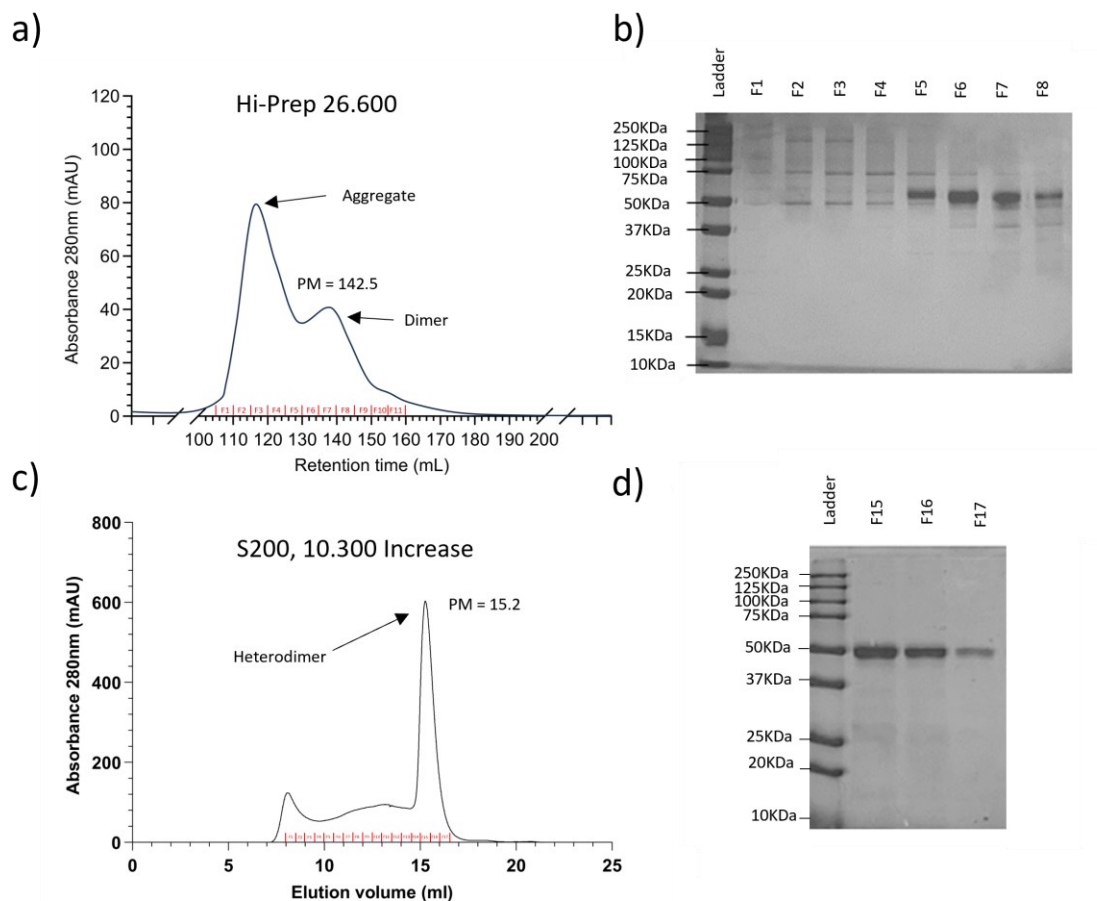 a)
Hi-Prep 26.600
Absorbance 280nm (mAU)
120
100
80
60
40
20
0
Aggregate
PM = 142.5
Dimer
F1 F2 F3 F4 F5 F6 F7 F8 F9 F10 F11
100 110 120 130 140 150 160 170 180 190 200
Retention time (mL)
b)
Ladder F1 F2 F3 F4 F5 F6 F7 F8
250KDa
125KDa
100KDa
75KDa
50KDa
37KDa
25KDa
20KDa
15KDa
10KDa
c)
S200, 10.300 Increase
Absorbance 280nm (mAU)
800
600
400
200
0
PM = 15.2
Heterodimer
0 5 10 15 20 25
Elution volume (ml)
d)
Ladder F15 F16 F17
250KDa
125KDa
100KDa
75KDa
50KDa
37KDa
25KDa
20KDa
10KDa